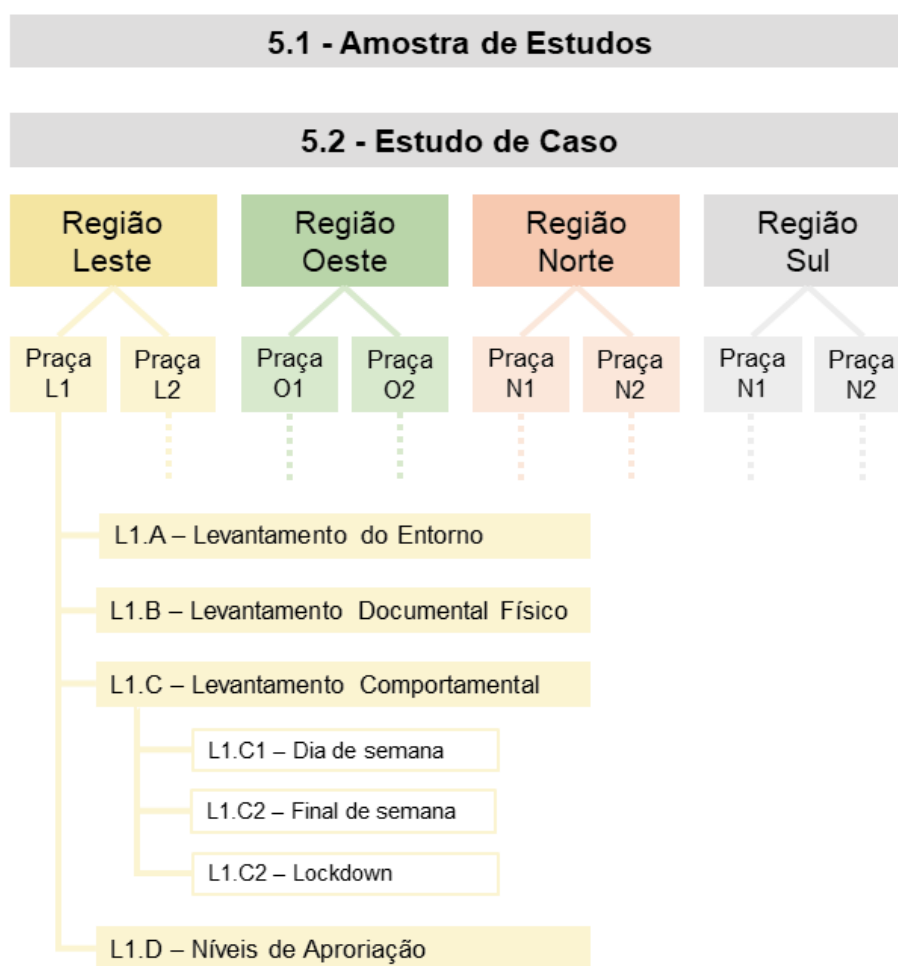 5.1 - Amostra de Estudos
5.2 - Estudo de Caso
Região
Leste
Região
Oeste
Região
Norte
Região
Sul
Praça
L1
Praça
L2
Praça
O1
Praça
O2
Praça
N1
Praça
N2
Praça
N1
Praça
N2
L1.A – Levantamento do Entorno
L1.B – Levantamento Documental Físico
L1.C – Levantamento Comportamental
L1.C1 – Dia de semana
L1.C2 – Final de semana
L1.C2 – Lockdown
L1.D – Níveis de Aproriação